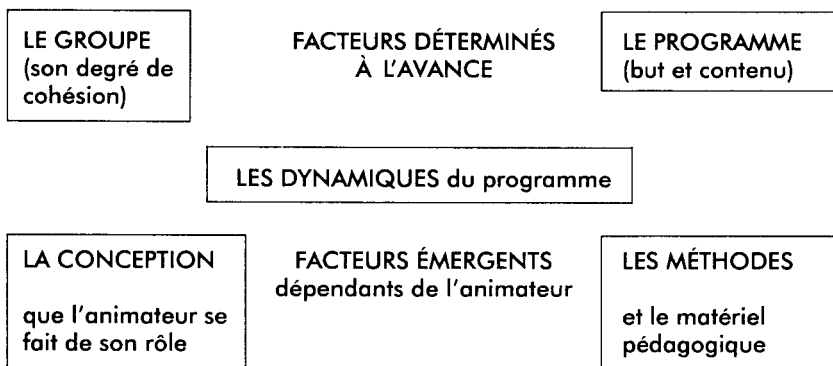 LE GROUPE
(son degré de
cohésion)
FACTEURS DÉTERMINÉS
À L'AVANCE
LE PROGRAMME
(but et contenu)
LES DYNAMIQUES du programme
LA CONCEPTION
que l'animateur se
fait de son rôle
FACTEURS ÉMERGENTS
dépendants de l'animateur
LES MÉTHODES
et le matériel
pédagogique